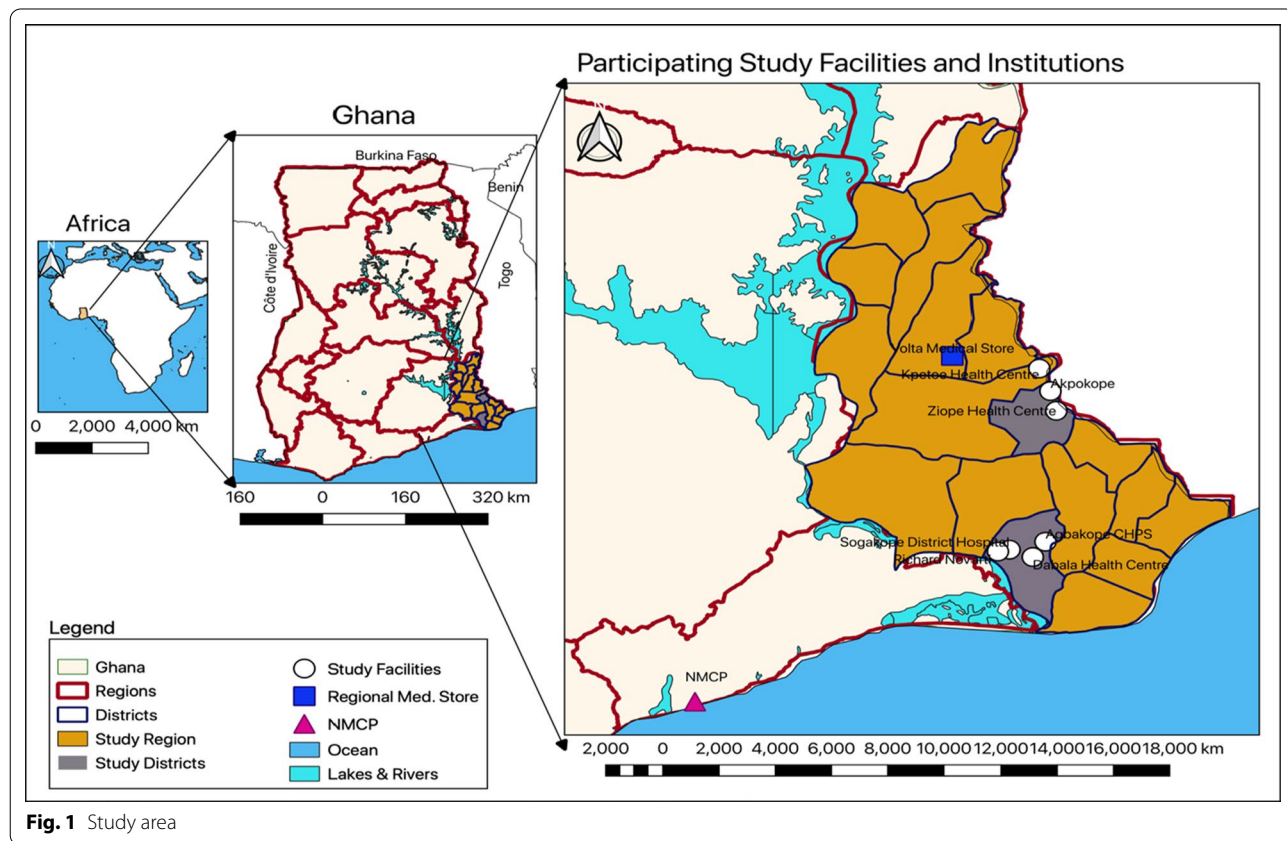 Participating Study Facilities and Institutions
Ghana
Africa
N
N
Burkina Faso
Benin
Togo
Côte d'Ivoire
0 2,000 4,000 km
160 0 160 320 km
olta Medical Store
Kpetoe Health Centre
Akpokope
Ziope Health Centre
Agbakope CHPS
Sogakope District Hospital
Richard Novati
Dabala Health Centre
NMCP
2,000 0 2,000 4,000 6,000 8,000 10,000 12,000 14,000 16,000 18,000 km
Legend
Ghana
Regions
Districts
Study Region
Study Districts
Study Facilities
Regional Med. Store
NMCP
Ocean
Lakes & Rivers
Fig. 1 Study area